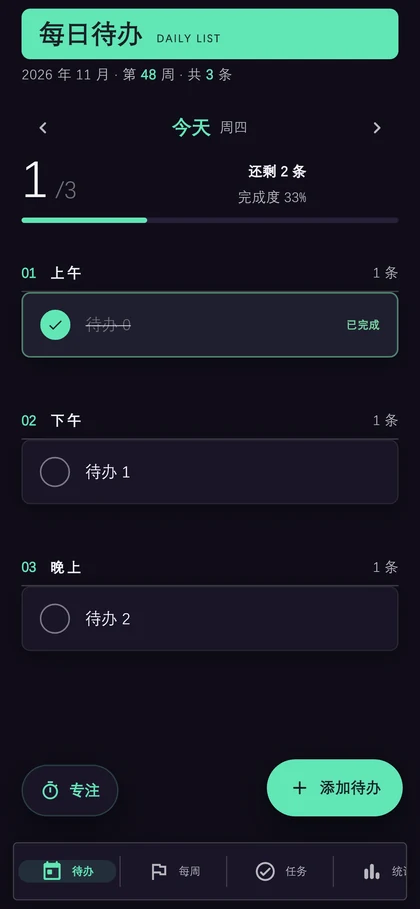 每日待办 DAILY LIST
2026 年 11 月 · 第 48 周 · 共 3 条
今天 周四
1 /3
还剩 2 条
完成度 33%
01 上午 1 条
待办 0 已完成
02 下午 1 条
待办 1
03 晚上 1 条
待办 2
专注
添加待办
待办 每周 任务 统